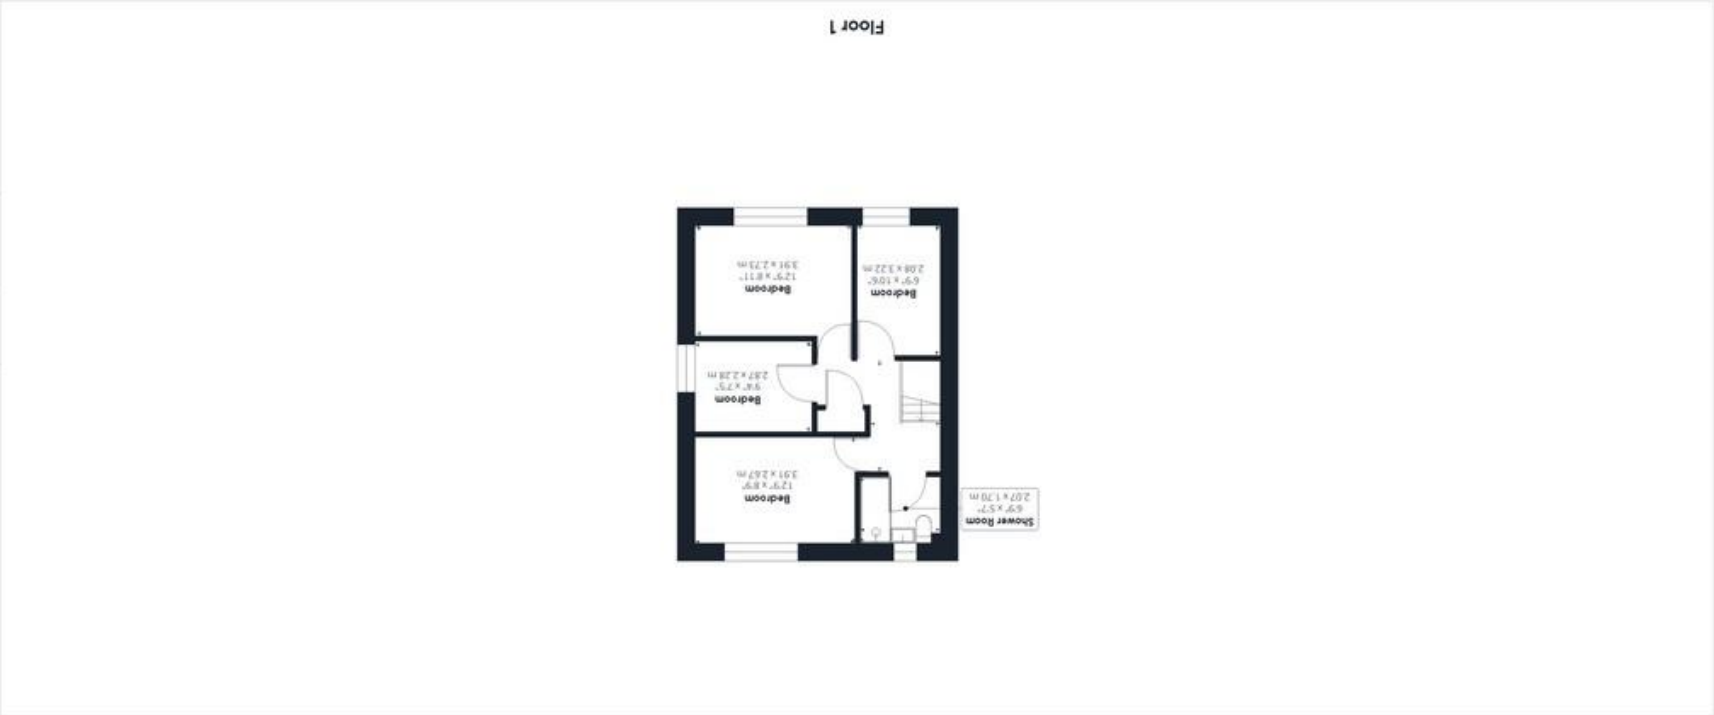 Shower Room
6'9" x 5'7"
2.07 x 1.70 m
Bedroom
12'9" x 8'9"
3.91 x 2.67 m
Bedroom
9'4" x 7'5"
2.87 x 2.28 m
Bedroom
6'9" x 10'6"
2.08 x 3.22 m
Bedroom
12'9" x 8'11"
3.91 x 2.73 m
Floor 1